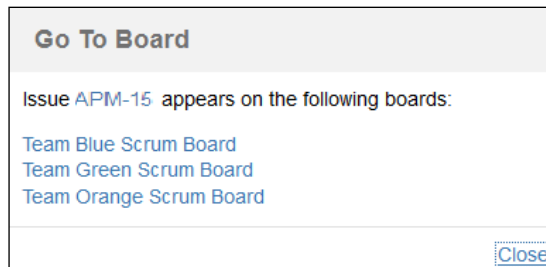 Go To Board
Issue APM-15 appears on the following boards:
Team Blue Scrum Board
Team Green Scrum Board
Team Orange Scrum Board
Close